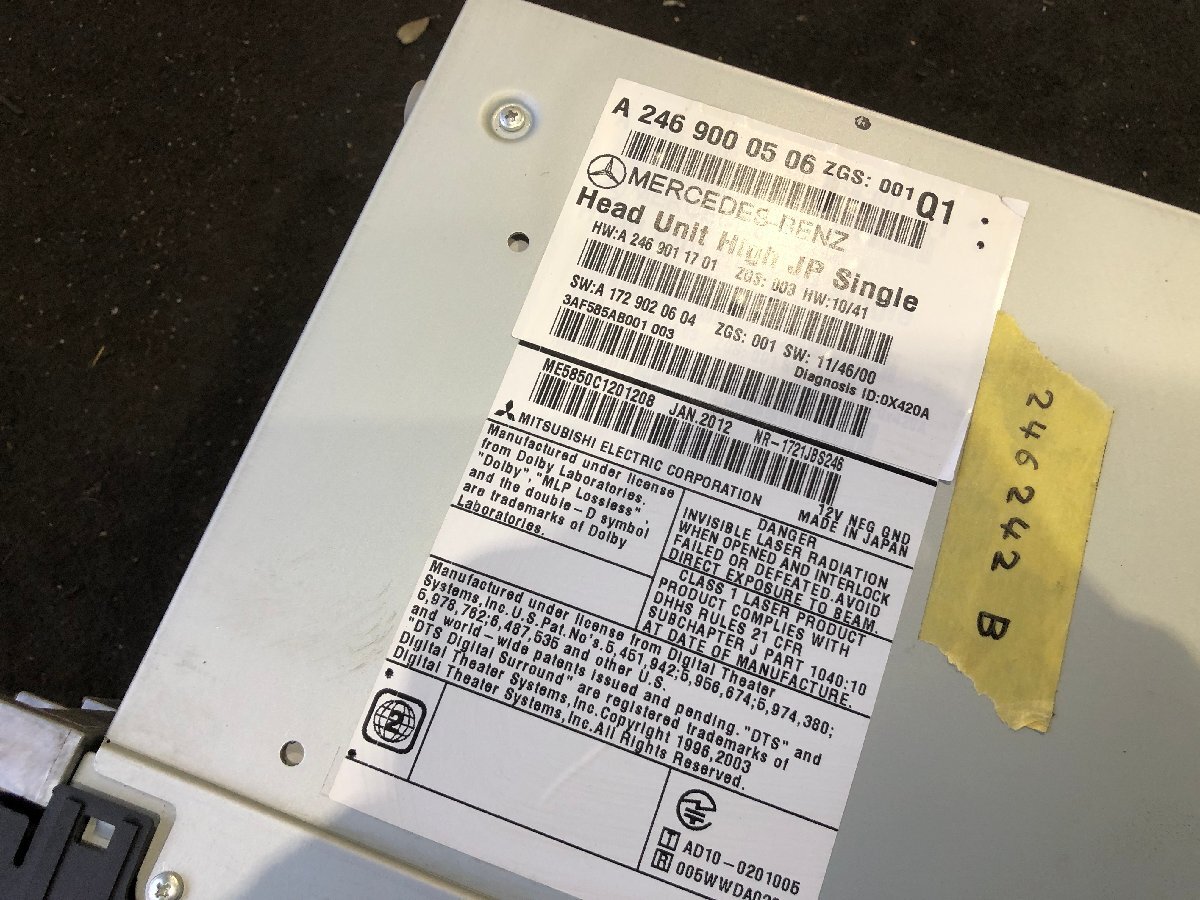 A 246 900 05 06 ZGS: 001 Q1
MERCEDES-BENZ
Head Unit High JP Single
HW:A 246 901 17 01 ZGS: 003 HW:10/41
SW:A 172 902 06 04 ZGS: 001 SW: 11/46/00
3AF585AB001 003
Diagnosis ID:0X420A
ME5850C1201208 JAN.2012 NR-1721JBS246
MITSUBISHI ELECTRIC CORPORATION
12V NEG GND
MADE IN JAPAN
Manufactured under license
from Dolby Laboratories.
"Dolby", "MLP Lossless",
and the double-D symbol
are trademarks of Dolby
Laboratories.
DANGER
INVISIBLE LASER RADIATION
WHEN OPENED AND INTERLOCK
FAILED OR DEFEATED.AVOID
DIRECT EXPOSURE TO BEAM.
CLASS 1 LASER PRODUCT
PRODUCT COMPLIES WITH
DHHS RULES 21 CFR
SUBCHAPTER J PART 1040:10
AT DATE OF MANUFACTURE.
Manufactured under license from Digital Theater
Systems,Inc.U.S.Pat.No's.5,451,942;5,956,674;5,974,380;
5,978,762;6,487,535 and other U.S.
and world-wide patents issued and pending. "DTS" and
"DTS Digital Surround" are registered trademarks of
Digital Theater Systems,Inc.Copyright 1996,2003
Digital Theater Systems,Inc.All Rights Reserved.
2
T AD10-0201005
R 005WWDA02
246242 B